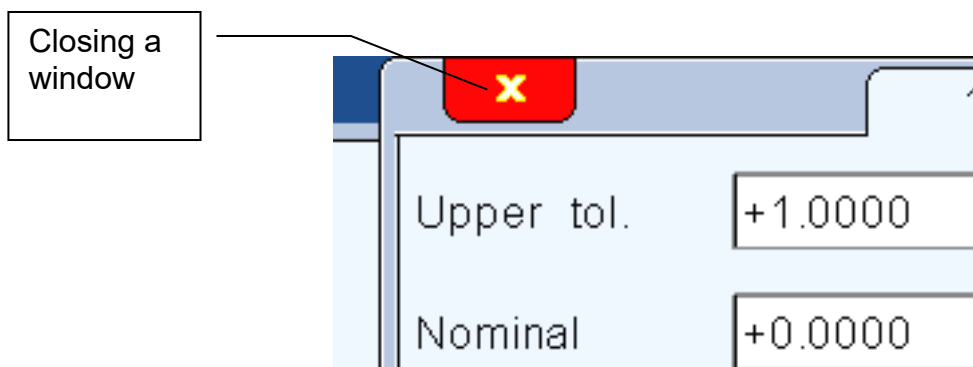 Closing a
window
x
Upper tol. +1.0000
Nominal +0.0000